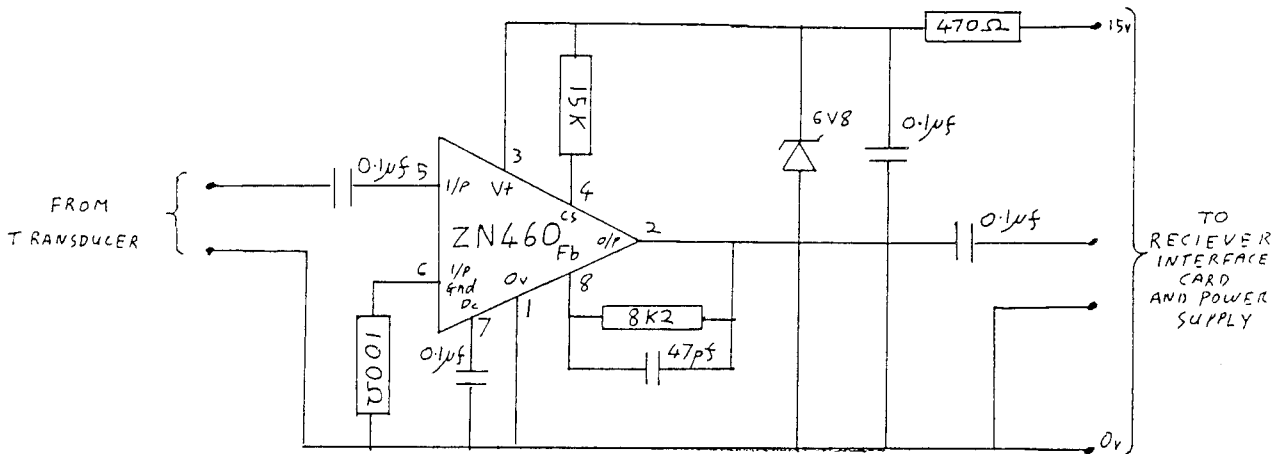 470Ω
15v
15K
6V8
0.1µf
0.1µf
5
3
4
I/P
V+
CS
FROM
TRANSDUCER
ZN460
O/P
2
0.1µf
Fb
TO
RECIEVER
INTERFACE
CARD
AND POWER
SUPPLY
6
I/P
Gnd
Dc
0v
8
7
1
8K2
100Ω
0.1µf
47pf
0v